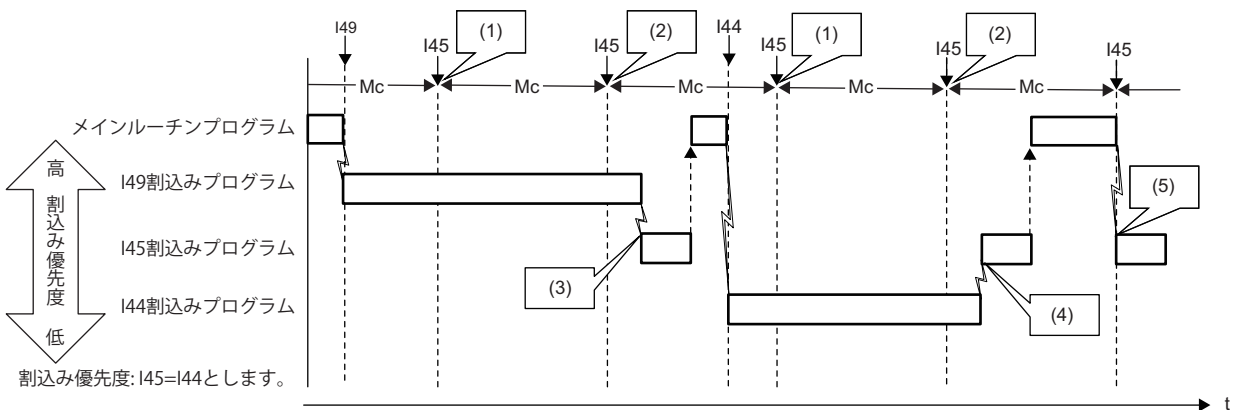 I49
I45
(1)
I45
(2)
I44
I45
(1)
I45
(2)
I45
Mc
Mc
Mc
Mc
Mc
メインルーチンプログラム
高
割込み優先度
低
I49割込みプログラム
I45割込みプログラム
I44割込みプログラム
(3)
(4)
(5)
割込み優先度: I45=I44とします。
t